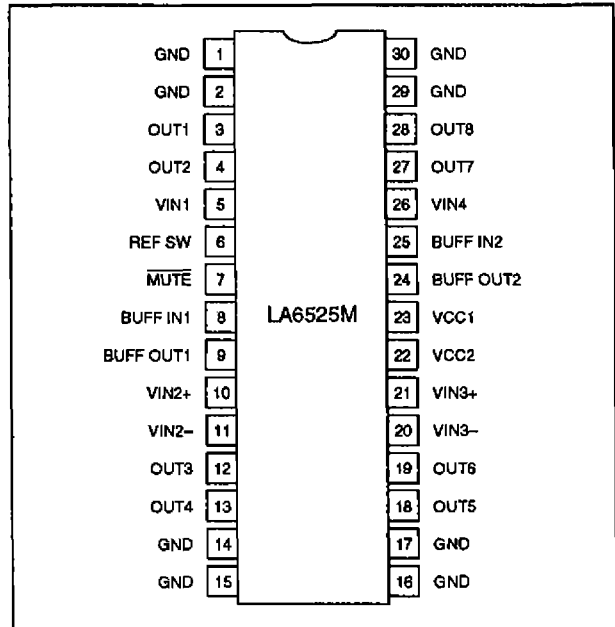 GND 1 30 GND
GND 2 29 GND
OUT1 3 28 OUT8
OUT2 4 27 OUT7
VIN1 5 26 VIN4
REF SW 6 25 BUFF IN2
MUTE 7 24 BUFF OUT2
BUFF IN1 8 LA6525M 23 VCC1
BUFF OUT1 9 22 VCC2
VIN2+ 10 21 VIN3+
VIN2− 11 20 VIN3−
OUT3 12 19 OUT6
OUT4 13 18 OUT5
GND 14 17 GND
GND 15 16 GND